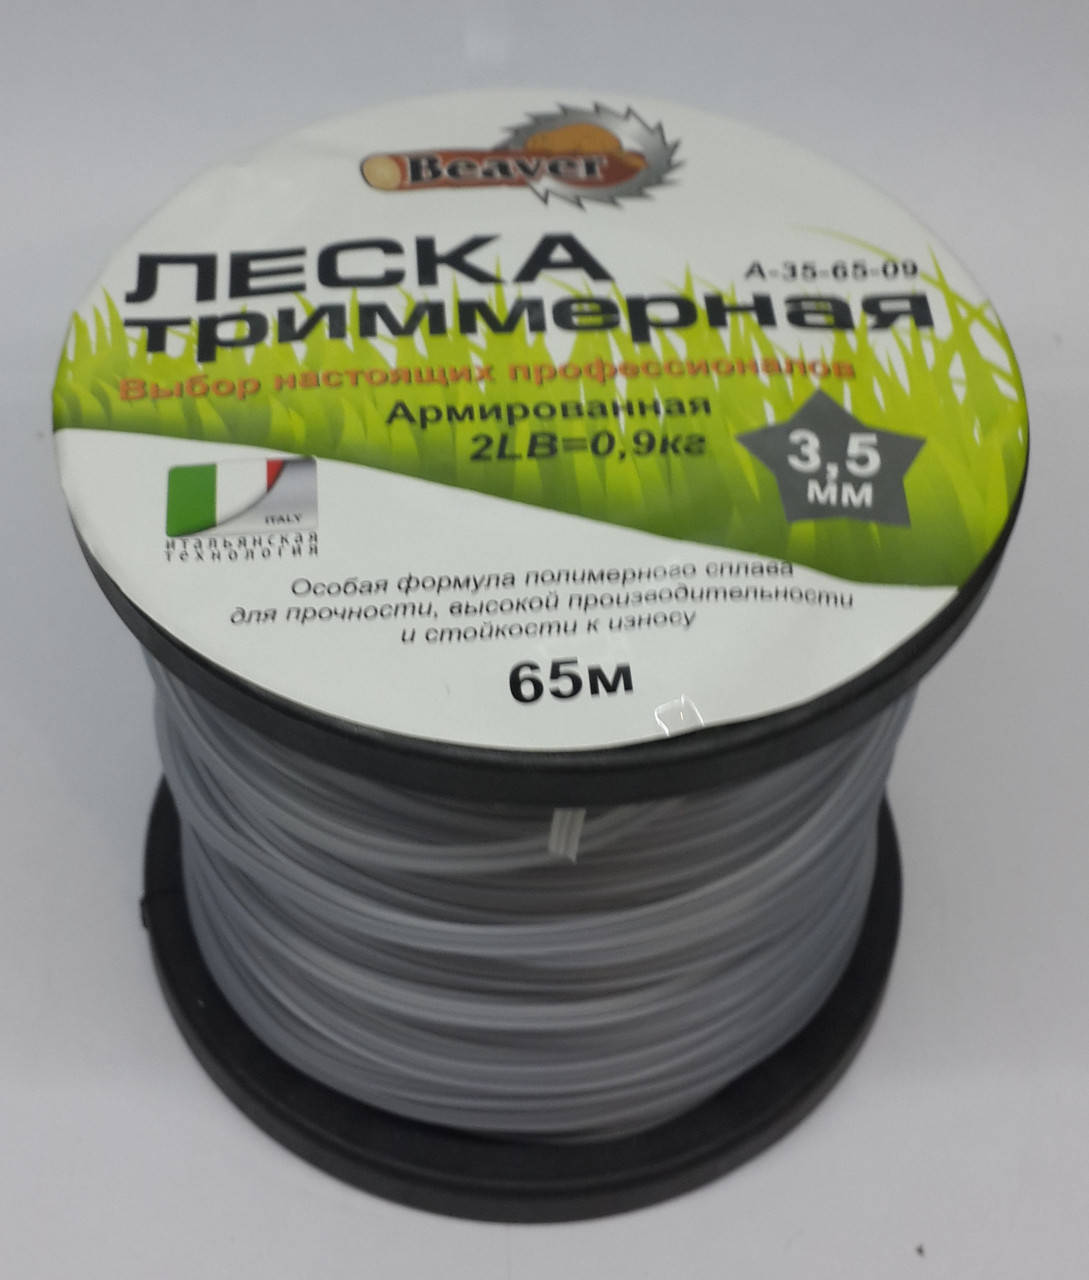 Beaver
ЛЕСКА
А-35-65-09
триммерная
Выбор настоящих профессионалов
Армированная
2LB=0,9кг
3,5
мм
ITALY
итальянская
технология
Особая формула полимерного сплава
для прочности, высокой производительности
и стойкости к износу
65м